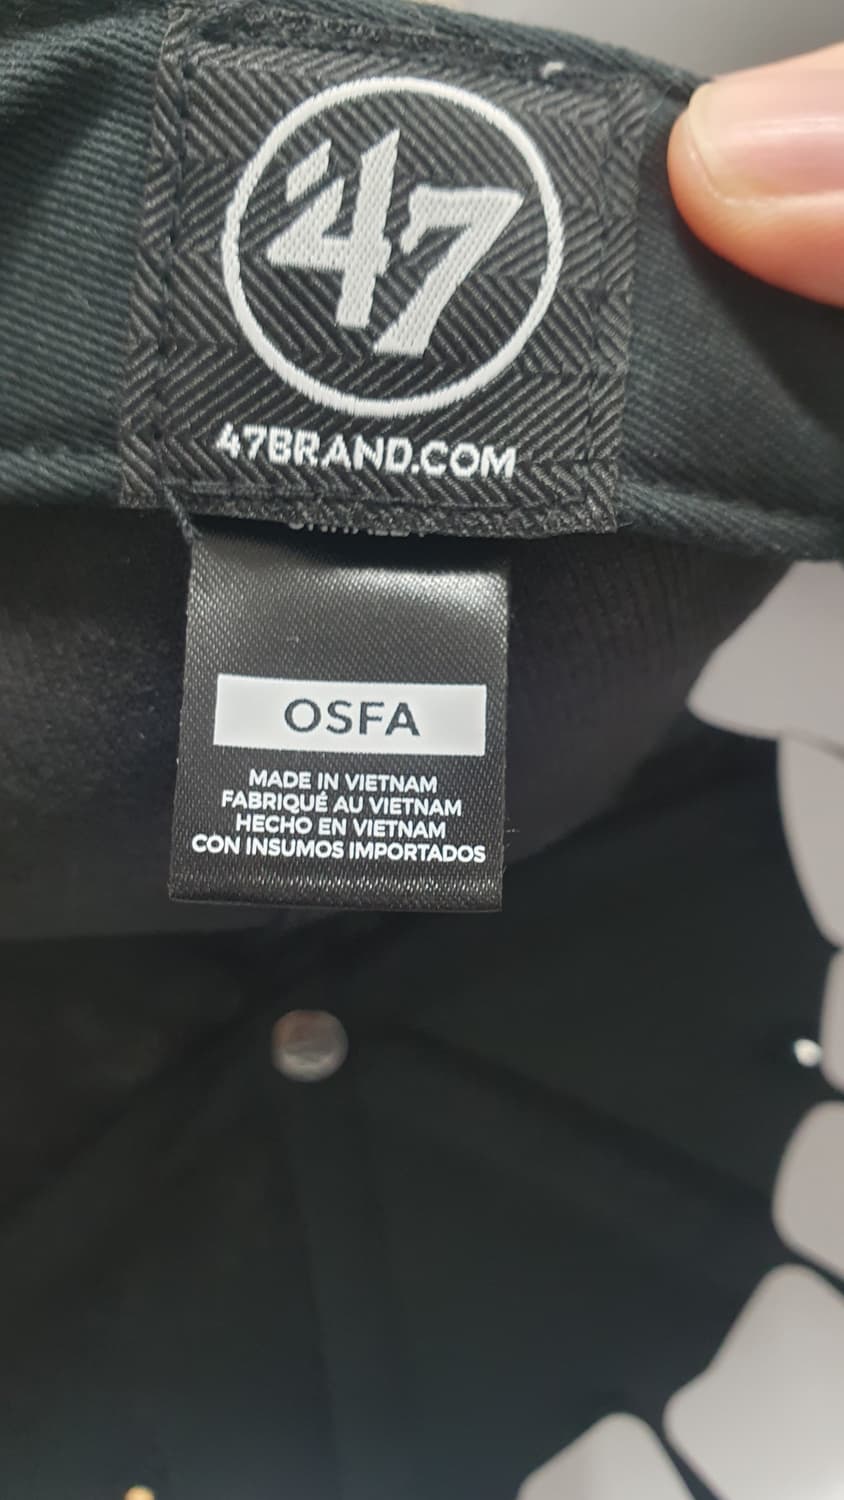 '47
47BRAND.COM
OSFA
MADE IN VIETNAM
FABRIQUÉ AU VIETNAM
HECHO EN VIETNAM
CON INSUMOS IMPORTADOS